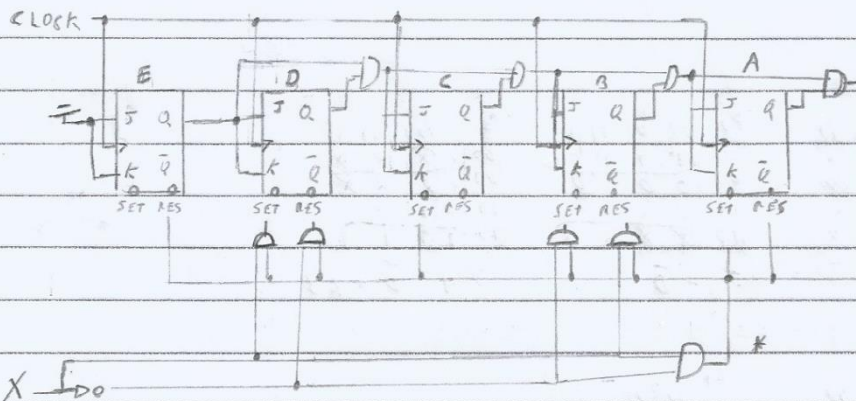 CLOCK
E D C B A
J Q J Q J Q J Q J Q
K Q̅ K Q̅ K Q̅ K Q̅ K Q̅
SET RES SET RES SET RES SET RES SET RES
*
X